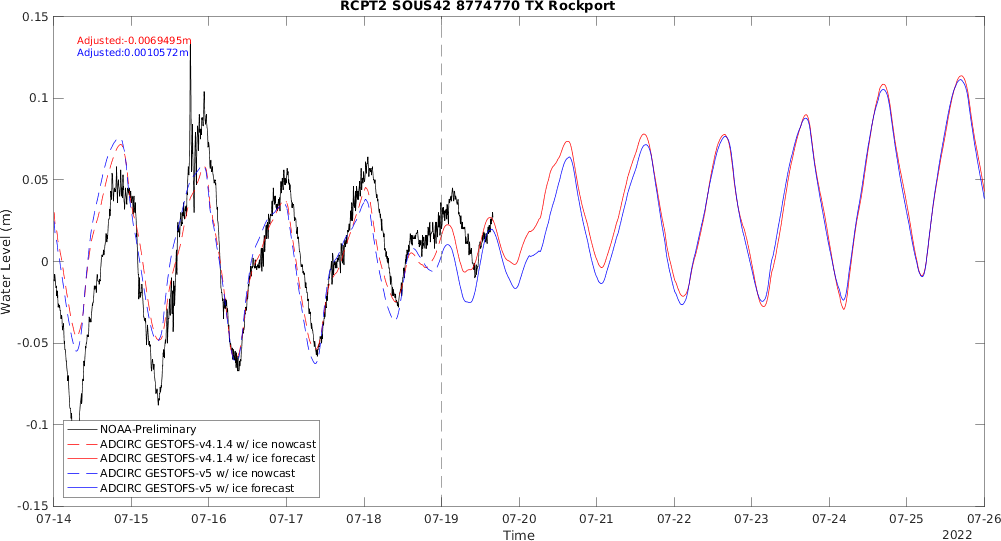 RCPT2 SOUS42 8774770 TX Rockport
Adjusted:-0.0069495m
Adjusted:0.0010572m
0.15
0.1
0.05
0
-0.05
-0.1
-0.15
Water Level (m)
NOAA-Preliminary
ADCIRC GESTOFS-v4.1.4 w/ ice nowcast
ADCIRC GESTOFS-v4.1.4 w/ ice forecast
ADCIRC GESTOFS-v5 w/ ice nowcast
ADCIRC GESTOFS-v5 w/ ice forecast
07-14 07-15 07-16 07-17 07-18 07-19 07-20 07-21 07-22 07-23 07-24 07-25 07-26
Time
2022